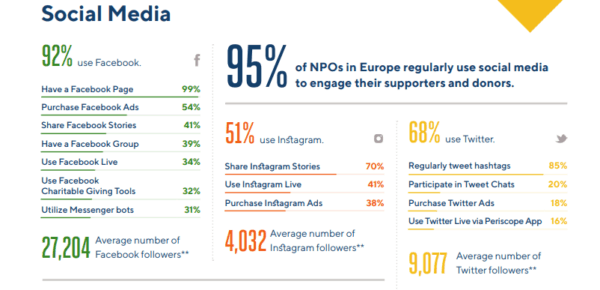 Social Media
92% use Facebook.
Have a Facebook Page 99%
Purchase Facebook Ads 54%
Share Facebook Stories 41%
Have a Facebook Group 39%
Use Facebook Live 34%
Use Facebook
Charitable Giving Tools 32%
Utilize Messenger bots 31%
27,204 Average number of
Facebook followers**
95% of NPOs in Europe regularly use social media
to engage their supporters and donors.
51% use Instagram.
Share Instagram Stories 70%
Use Instagram Live 41%
Purchase Instagram Ads 38%
4,032 Average number of
Instagram followers**
68% use Twitter.
Regularly tweet hashtags 85%
Participate in Tweet Chats 20%
Purchase Twitter Ads 18%
Use Twitter Live via Periscope App 16%
9,077 Average number of
Twitter followers**